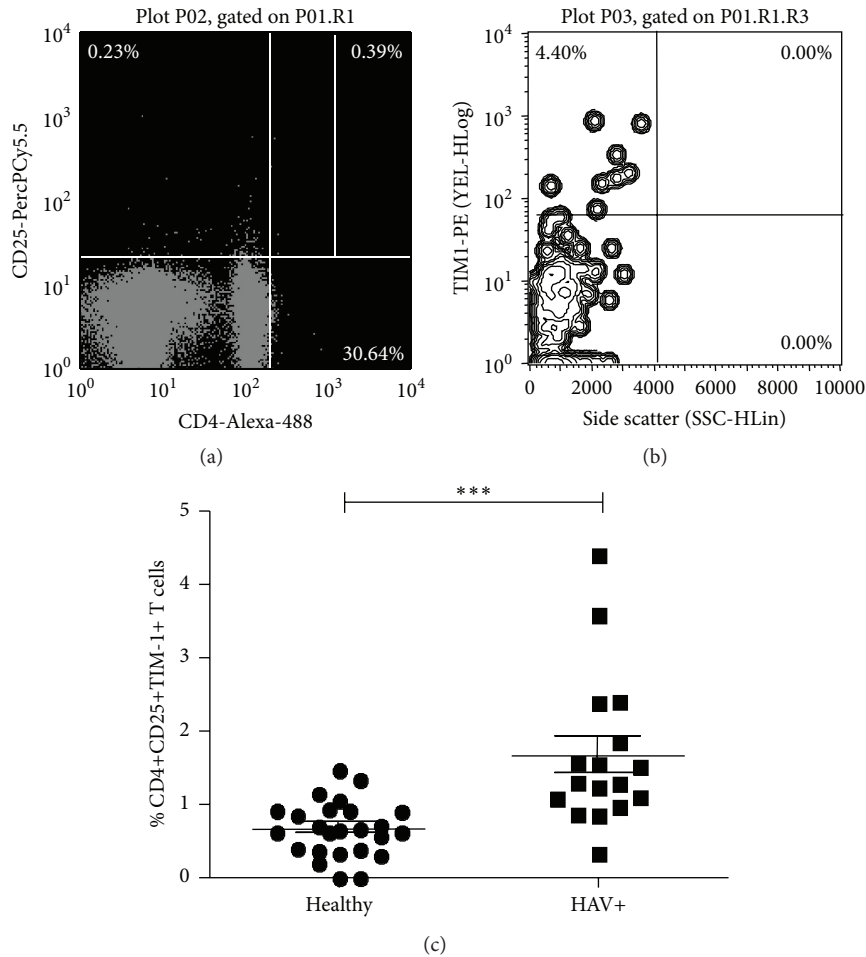 Plot P02, gated on P01.R1
0.23%
0.39%
30.64%
10^4
10^3
10^2
10^1
10^0
CD25-PercPCy5.5
10^0 10^1 10^2 10^3 10^4
CD4-Alexa-488
(a)
Plot P03, gated on P01.R1.R3
4.40%
0.00%
0.00%
10^4
10^3
10^2
10^1
10^0
TIM1-PE (YEL-HLog)
0 2000 4000 6000 8000 10000
Side scatter (SSC-HLin)
(b)
***
5
4
3
2
1
0
% CD4+CD25+TIM-1+ T cells
Healthy HAV+
(c)